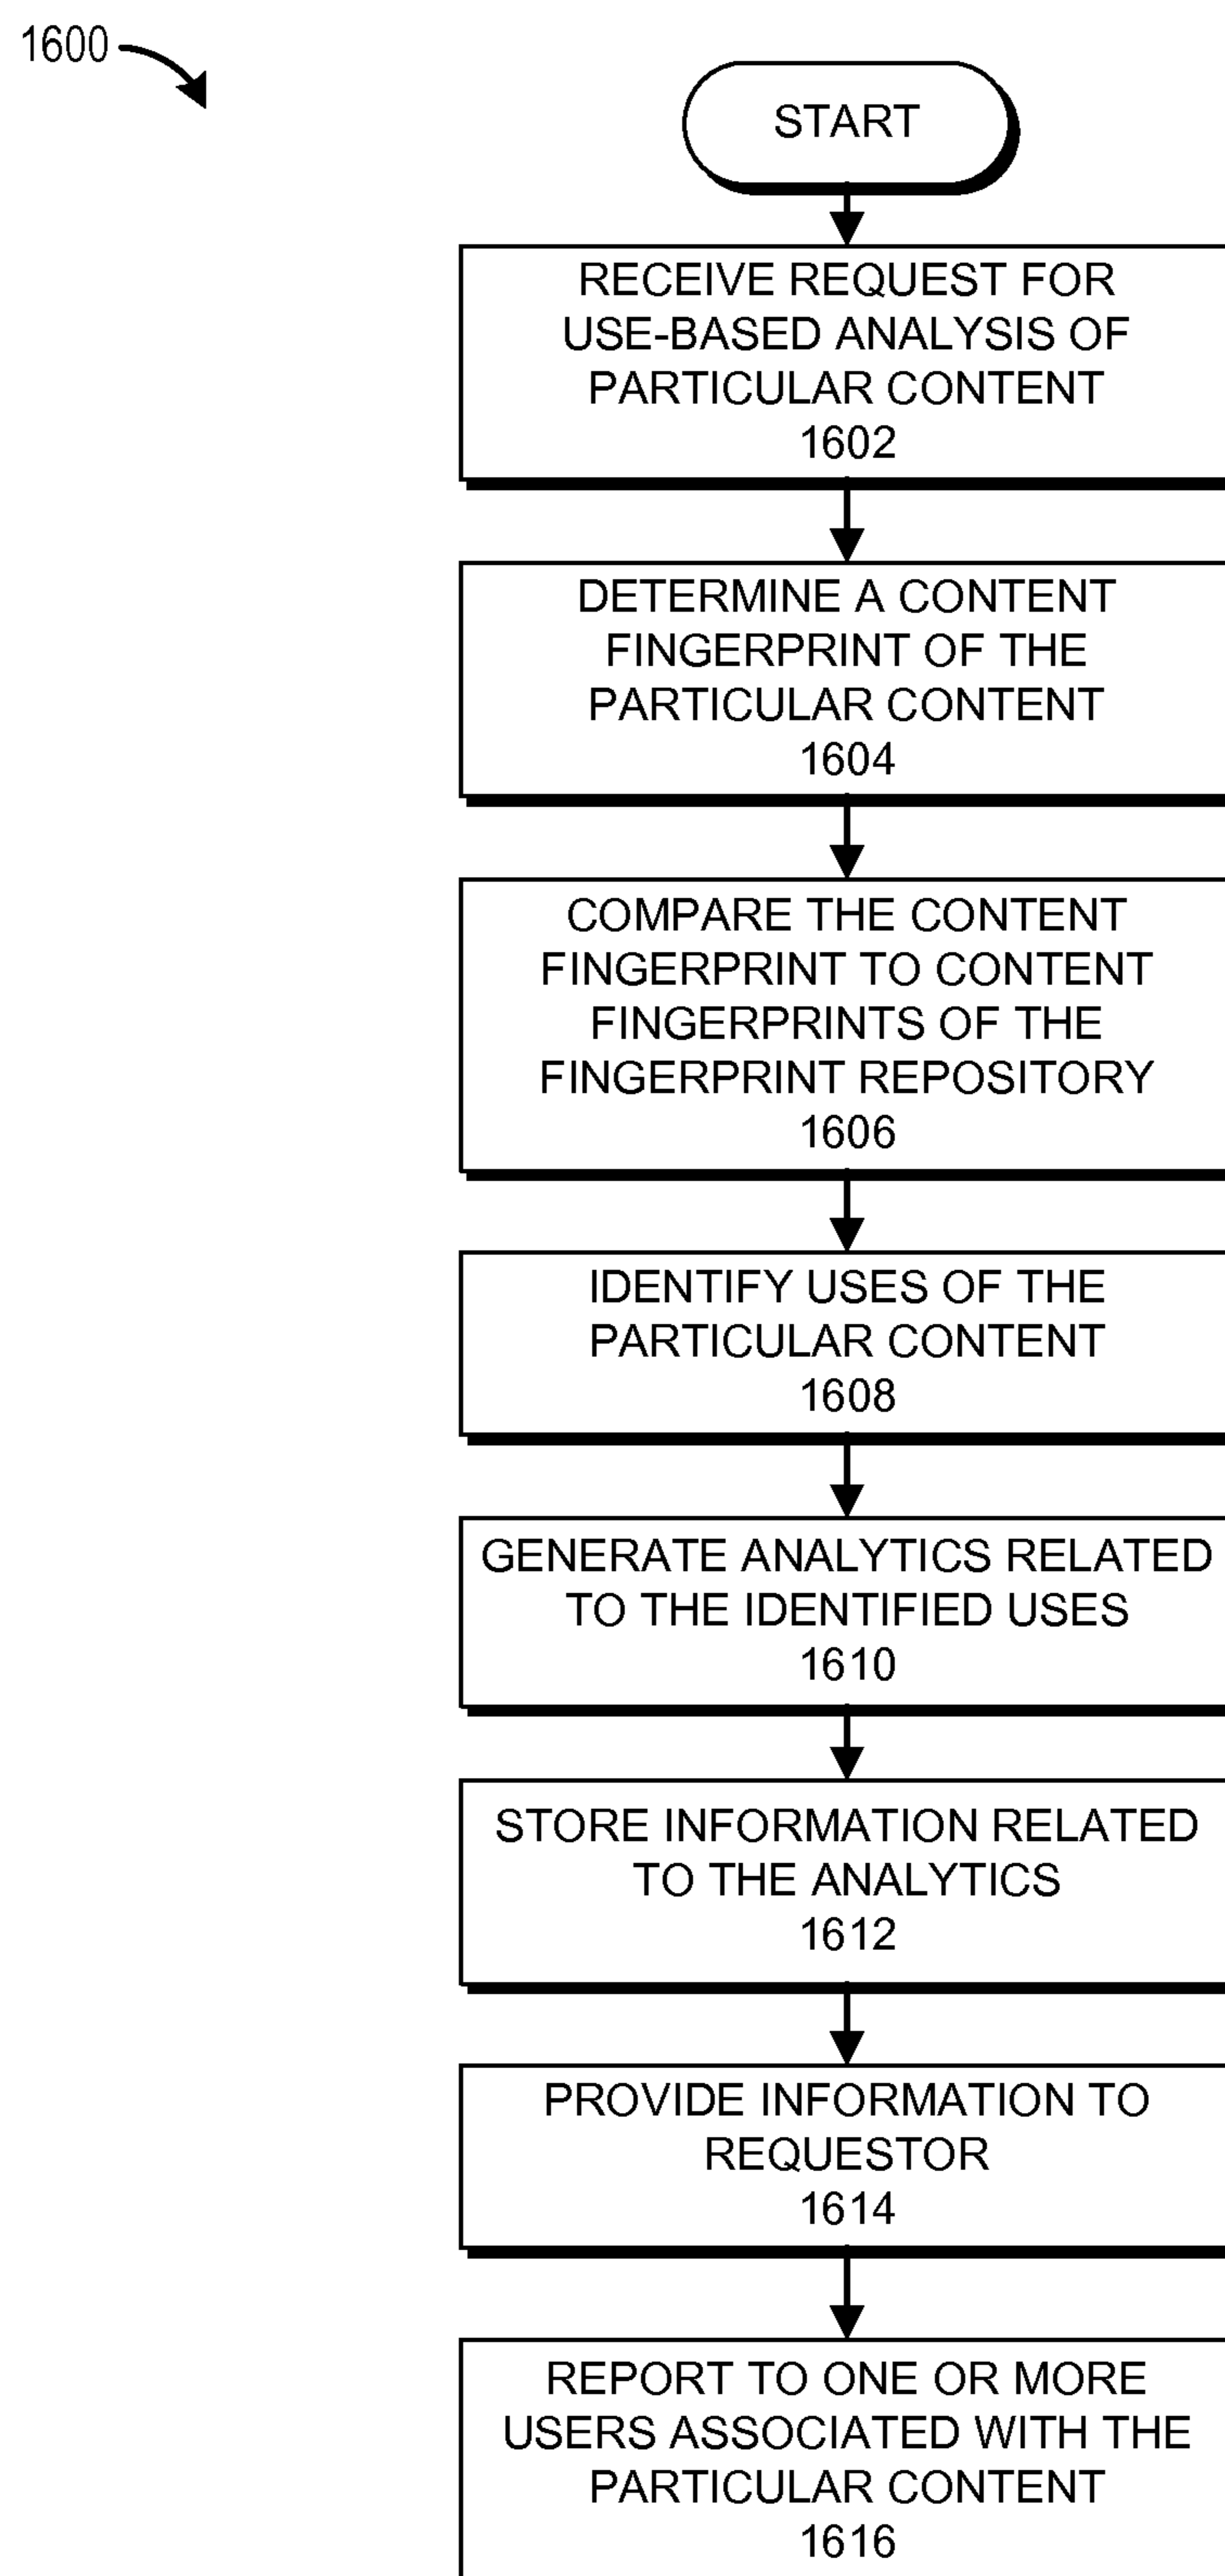 1600
START
RECEIVE REQUEST FOR
USE-BASED ANALYSIS OF
PARTICULAR CONTENT
1602
DETERMINE A CONTENT
FINGERPRINT OF THE
PARTICULAR CONTENT
1604
COMPARE THE CONTENT
FINGERPRINT TO CONTENT
FINGERPRINTS OF THE
FINGERPRINT REPOSITORY
1606
IDENTIFY USES OF THE
PARTICULAR CONTENT
1608
GENERATE ANALYTICS RELATED
TO THE IDENTIFIED USES
1610
STORE INFORMATION RELATED
TO THE ANALYTICS
1612
PROVIDE INFORMATION TO
REQUESTOR
1614
REPORT TO ONE OR MORE
USERS ASSOCIATED WITH THE
PARTICULAR CONTENT
1616